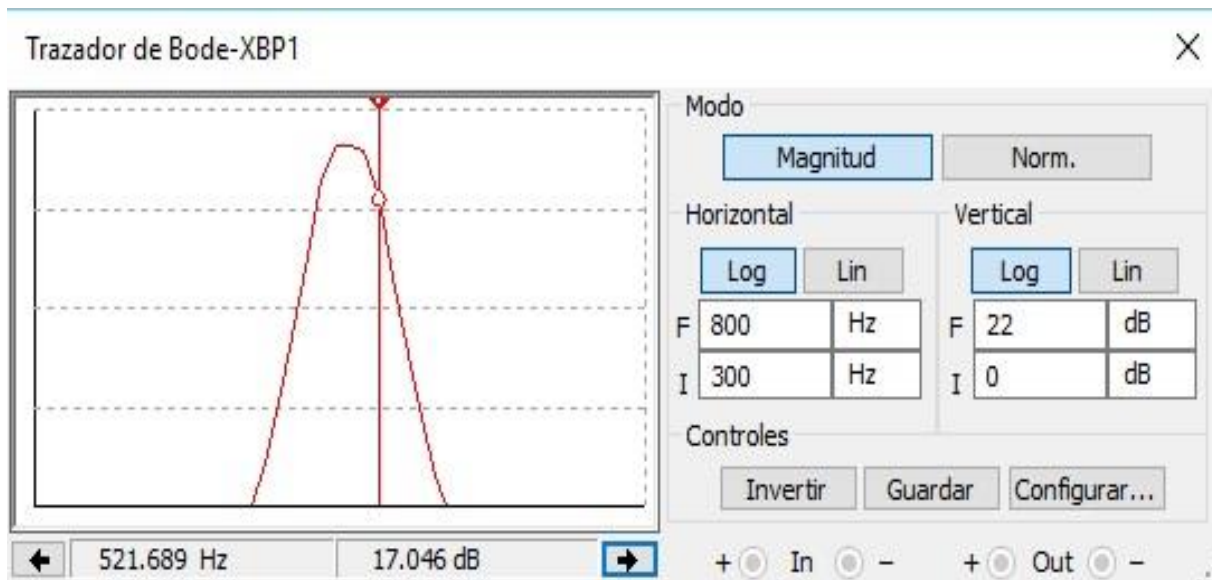 Trazador de Bode-XBP1
Modo
Magnitud Norm.
Horizontal Vertical
Log Lin Log Lin
F 800 Hz F 22 dB
I 300 Hz I 0 dB
Controles
Invertir Guardar Configurar...
521.689 Hz 17.046 dB + In − + Out −